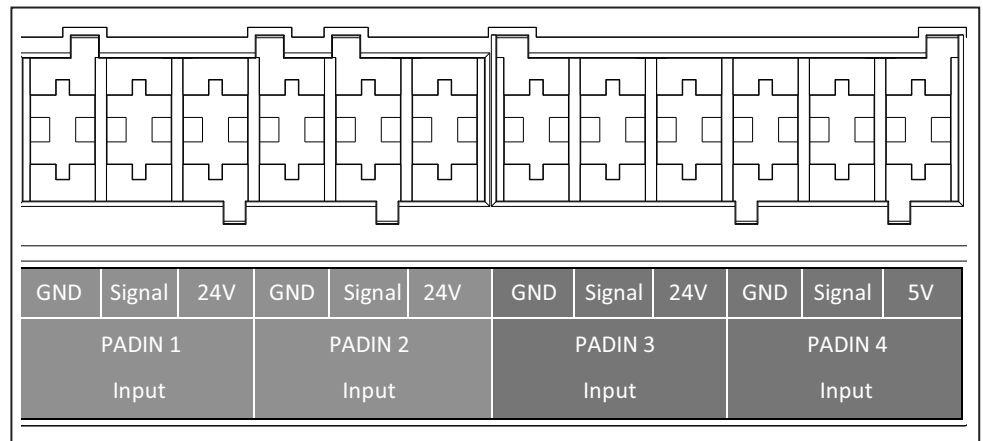 GND Signal 24V GND Signal 24V GND Signal 24V GND Signal 5V
PADIN 1 PADIN 2 PADIN 3 PADIN 4
Input Input Input Input